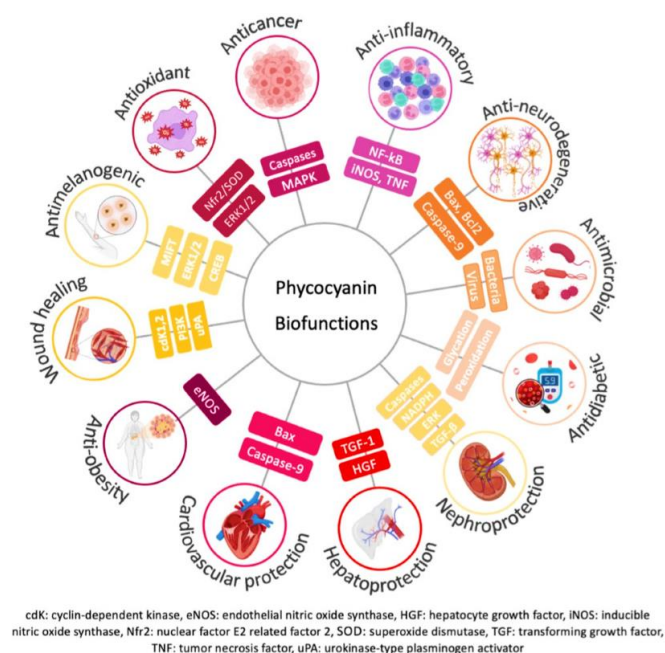 Anticancer
Caspases
MAPK
Anti-inflammatory
NF-kB
iNOS, TNF
Anti-neurodegenerative
Bax, Bcl2
Caspase-9
Antimicrobial
Bacteria
Virus
Antidiabetic
Glycation
Peroxidation
Nephroprotection
Caspases
NADPH
ERK
TGF-β
Hepatoprotection
TGF-1
HGF
Cardiovascular protection
Bax
Caspase-9
Anti-obesity
eNOS
Wound healing
cdK1,2
PI3K
uPA
Antimelanogenic
MIFT
ERK1/2
CREB
Antioxidant
Nfr2/SOD
ERK1/2
Phycocyanin
Biofunctions
59
cdK: cyclin-dependent kinase, eNOS: endothelial nitric oxide synthase, HGF: hepatocyte growth factor, iNOS: inducible
nitric oxide synthase, Nfr2: nuclear factor E2 related factor 2, SOD: superoxide dismutase, TGF: transforming growth factor,
TNF: tumor necrosis factor, uPA: urokinase-type plasminogen activator